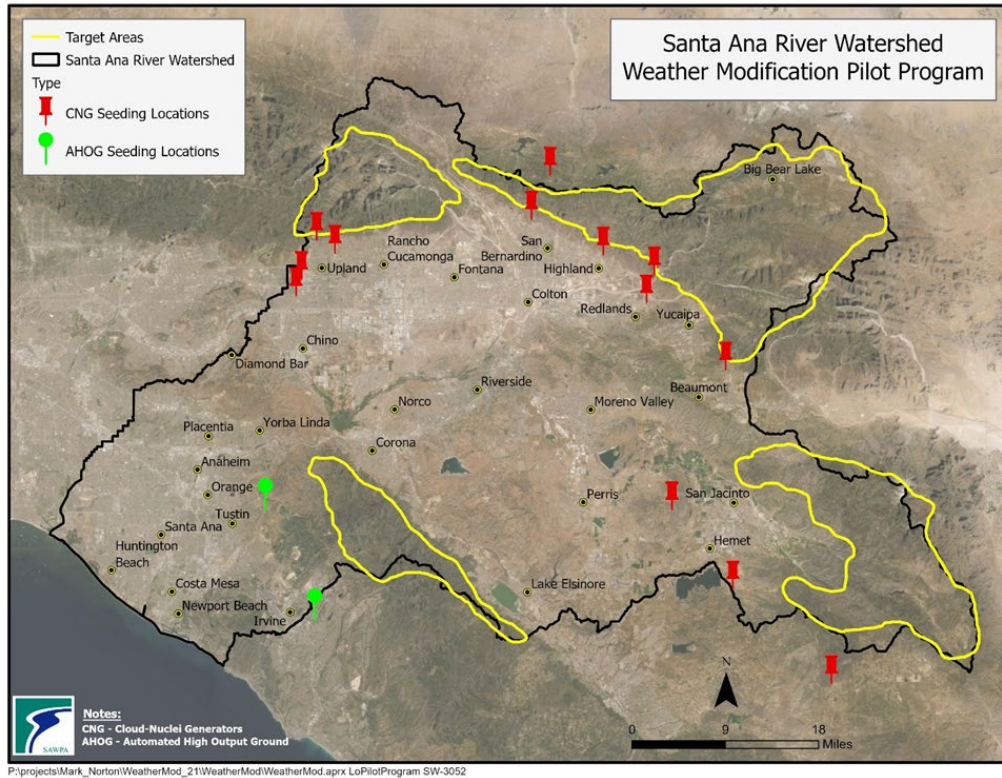 Target Areas
Santa Ana River Watershed
Type
CNG Seeding Locations
AHOG Seeding Locations
Santa Ana River Watershed
Weather Modification Pilot Program
Big Bear Lake
Upland
Rancho
Cucamonga
Fontana
San
Bernardino
Highland
Colton
Redlands
Yucaipa
Chino
Diamond Bar
Riverside
Beaumont
Norco
Moreno Valley
Placentia
Yorba Linda
Corona
Anaheim
Orange
Perris
San Jacinto
Tustin
Santa Ana
Hemet
Huntington
Beach
Costa Mesa
Lake Elsinore
Newport Beach
Irvine
N
0 9 18
Miles
SAWPA
Notes:
CNG - Cloud-Nuclei Generators
AHOG - Automated High Output Ground
P:\projects\Mark_Norton\WeatherMod_21\WeatherMod\WeatherMod.aprx LoPilotProgram SW-3052